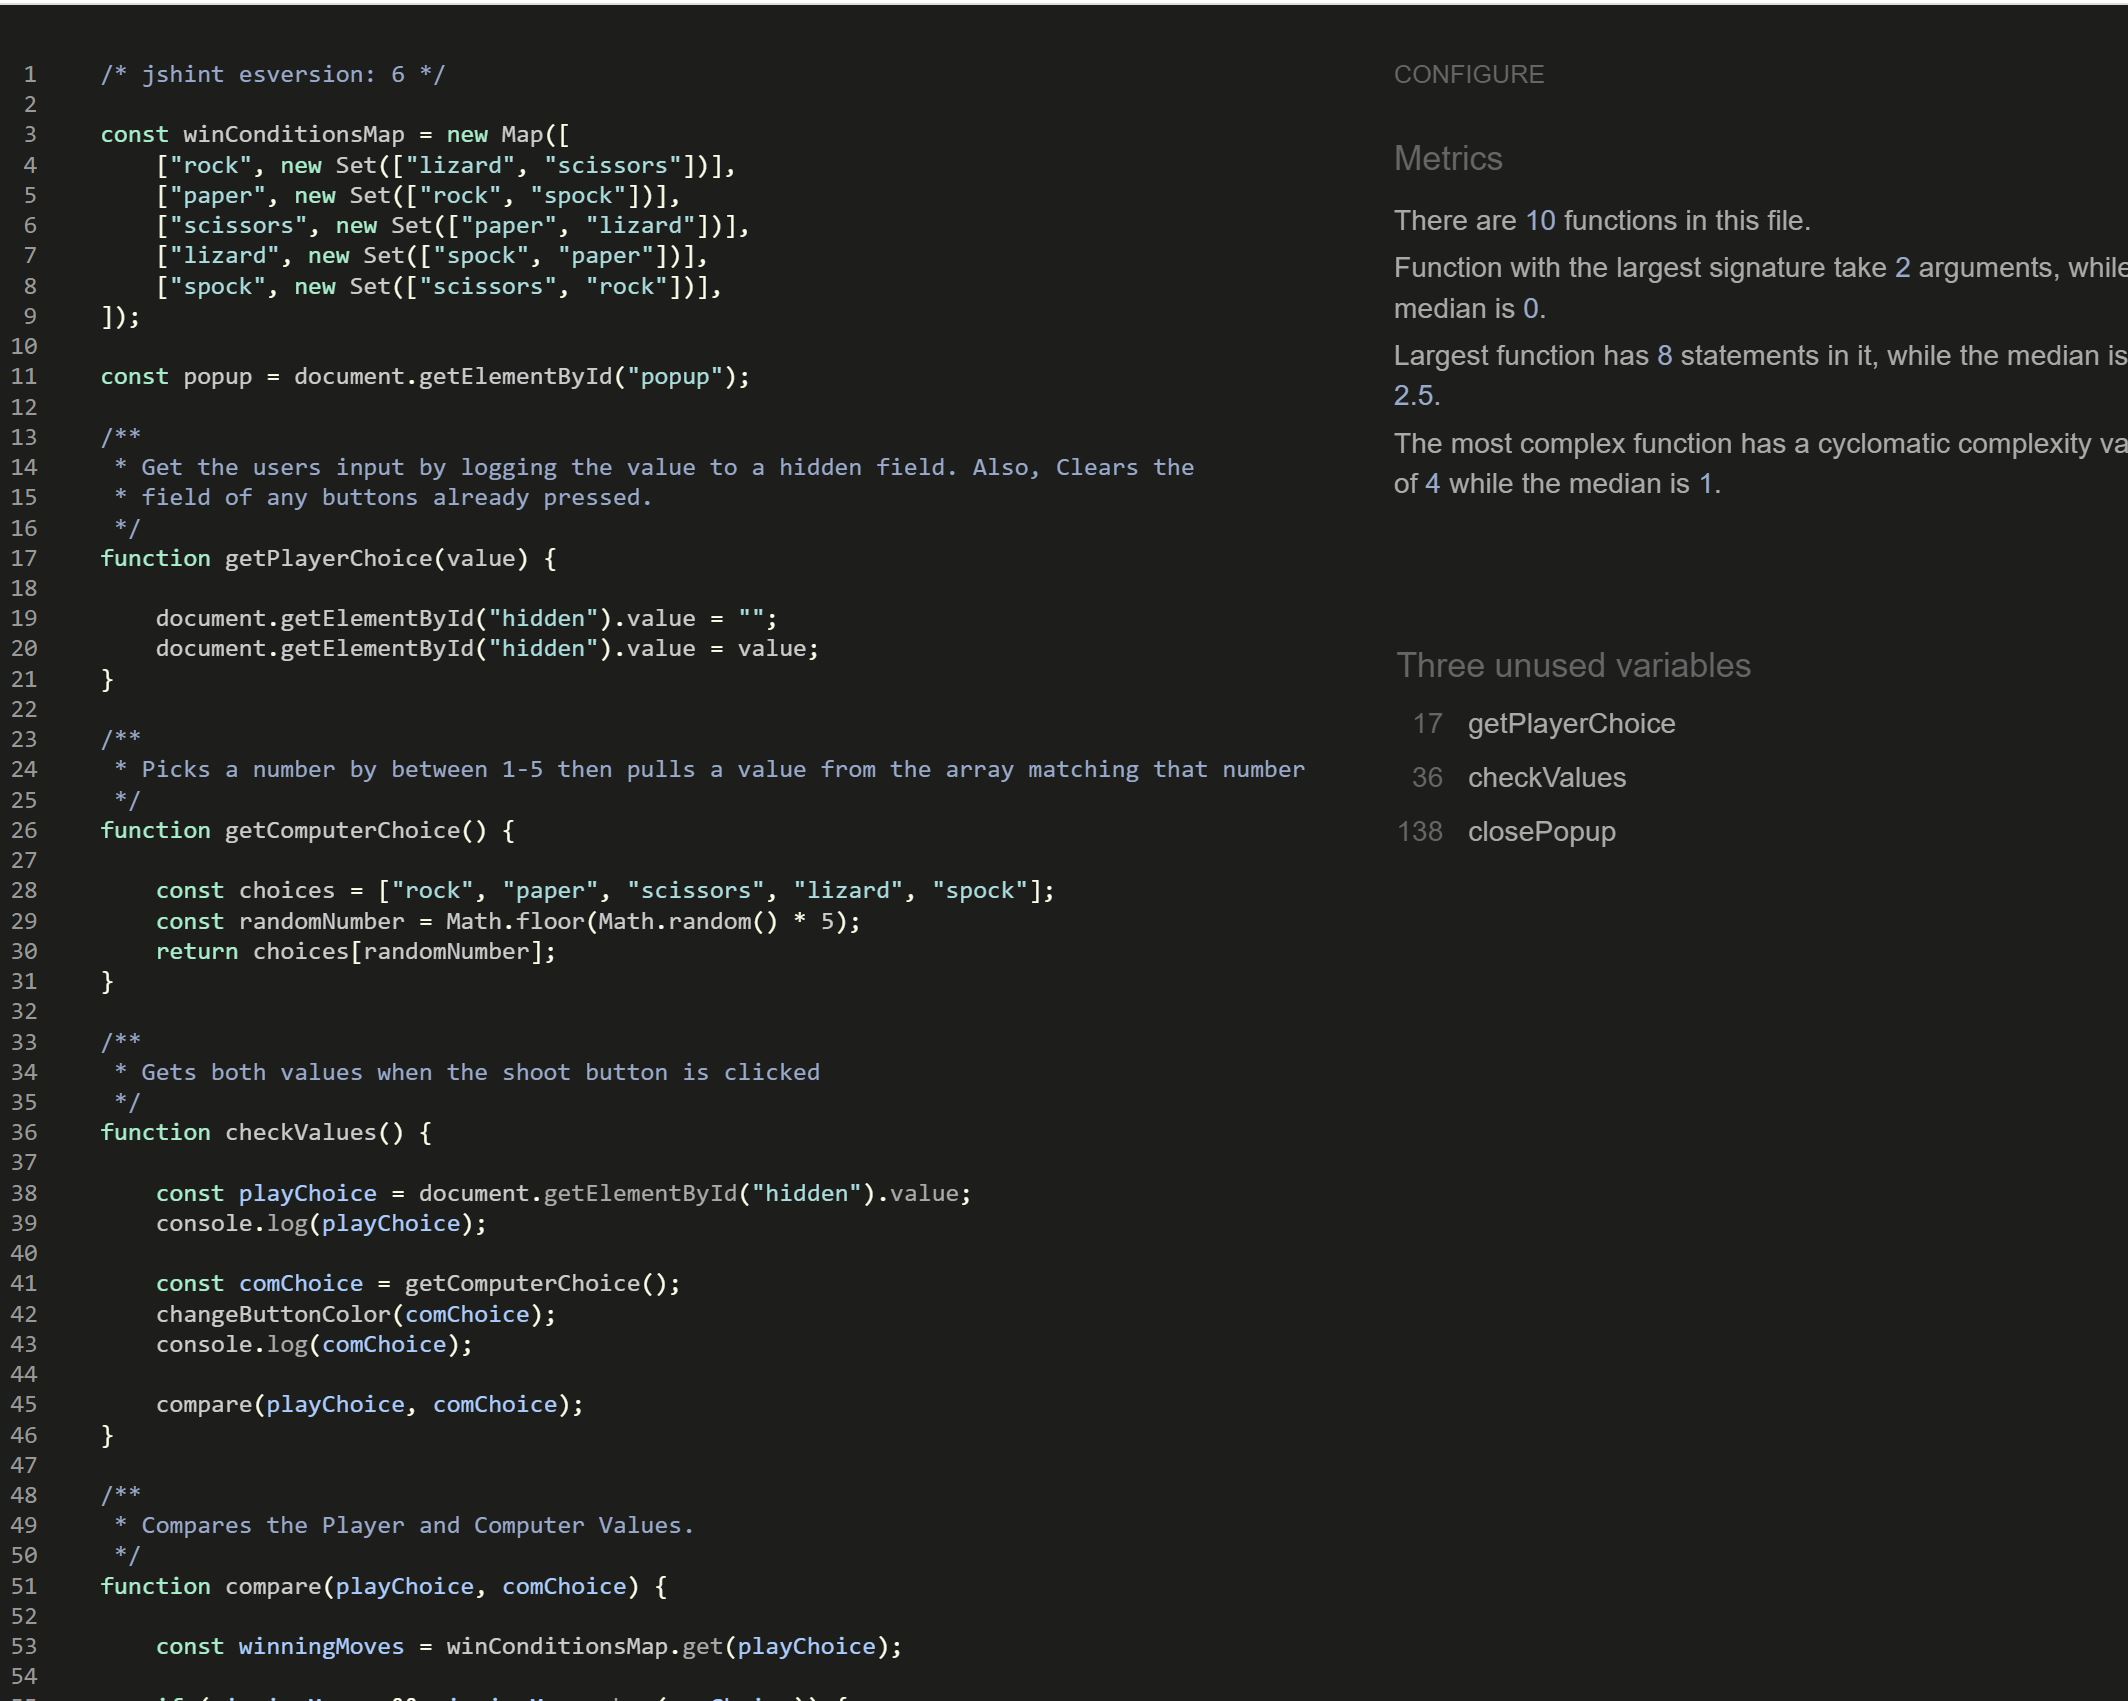 1 /* jshint esversion: 6 */
2
3 const winConditionsMap = new Map([
4 ["rock", new Set(["lizard", "scissors"])],
5 ["paper", new Set(["rock", "spock"])],
6 ["scissors", new Set(["paper", "lizard"])],
7 ["lizard", new Set(["spock", "paper"])],
8 ["spock", new Set(["scissors", "rock"])],
9 ]);
10
11 const popup = document.getElementById("popup");
12
13 /**
14 * Get the users input by logging the value to a hidden field. Also, Clears the
15 * field of any buttons already pressed.
16 */
17 function getPlayerChoice(value) {
18
19 document.getElementById("hidden").value = "";
20 document.getElementById("hidden").value = value;
21 }
22
23 /**
24 * Picks a number by between 1-5 then pulls a value from the array matching that number
25 */
26 function getComputerChoice() {
27
28 const choices = ["rock", "paper", "scissors", "lizard", "spock"];
29 const randomNumber = Math.floor(Math.random() * 5);
30 return choices[randomNumber];
31 }
32
33 /**
34 * Gets both values when the shoot button is clicked
35 */
36 function checkValues() {
37
38 const playChoice = document.getElementById("hidden").value;
39 console.log(playChoice);
40
41 const comChoice = getComputerChoice();
42 changeButtonColor(comChoice);
43 console.log(comChoice);
44
45 compare(playChoice, comChoice);
46 }
47
48 /**
49 * Compares the Player and Computer Values.
50 */
51 function compare(playChoice, comChoice) {
52
53 const winningMoves = winConditionsMap.get(playChoice);
54
CONFIGURE
Metrics
There are 10 functions in this file.
Function with the largest signature take 2 arguments, while
median is 0.
Largest function has 8 statements in it, while the median is
2.5.
The most complex function has a cyclomatic complexity va
of 4 while the median is 1.
Three unused variables
17 getPlayerChoice
36 checkValues
138 closePopup